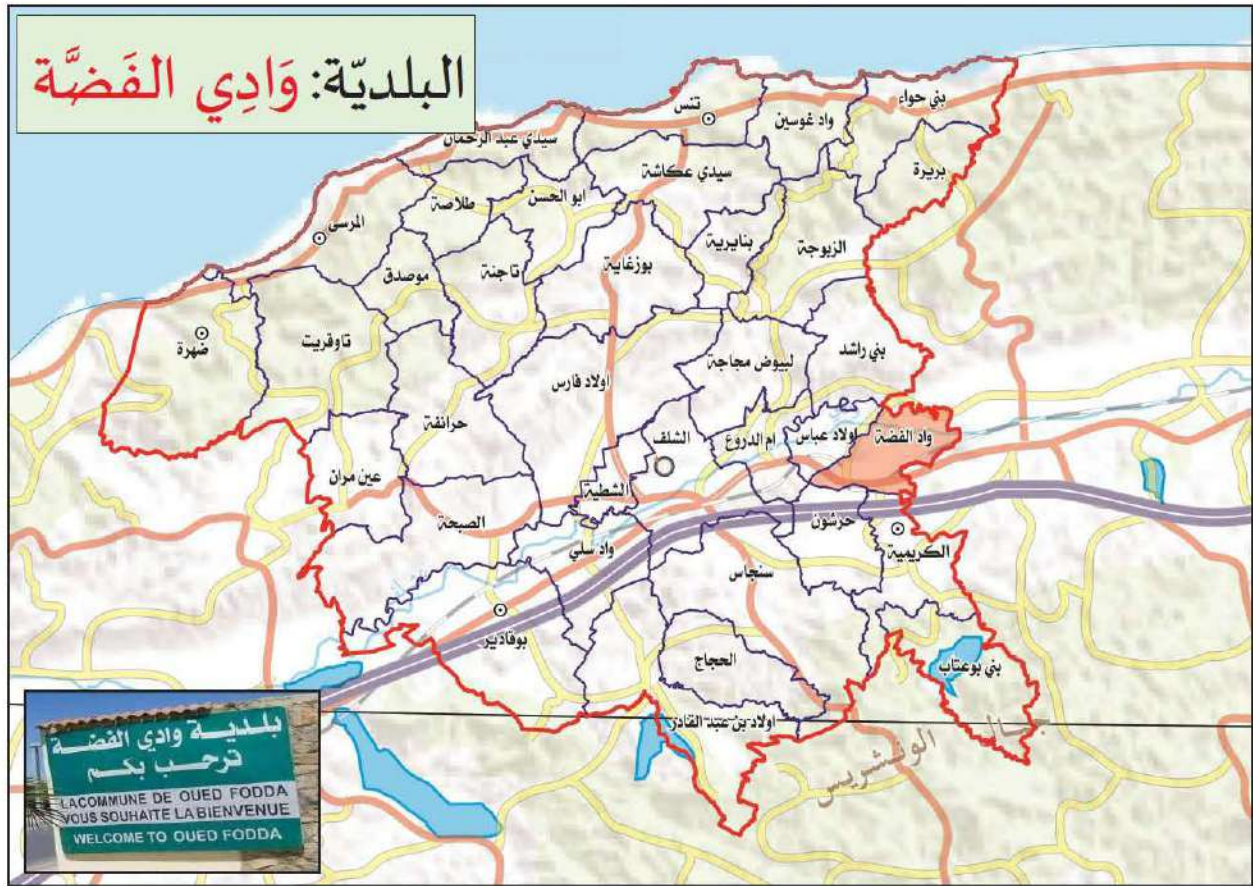 البلديّة: وَادِي الفَضَّة
بني حواء
تنس
واد غوسين
سيدي عبد الرحمان
بريرة
سيدي عكاشة
ابو الحسن
طلاصة
المرسى
بنايرية
الزبوجة
بوزغاية
تاجنة
موصدق
ضهرة
تاوقريت
بني راشد
لبيوض مجاجة
اولاد فارس
حرانفة
الشلف
ام الدروع
اولاد عباس
واد الفضة
عين مران
الشطية
الصبحة
حرشون
الكريمية
واد سلي
سنجاس
بوقادير
الحجاج
بني بوعتاب
اولاد بن عبد القادر
جبال الونشريس
بلدية وادي الفضة
ترحب بكم
LA COMMUNE DE OUED FODDA
VOUS SOUHAITE LA BIENVENUE
WELCOME TO OUED FODDA